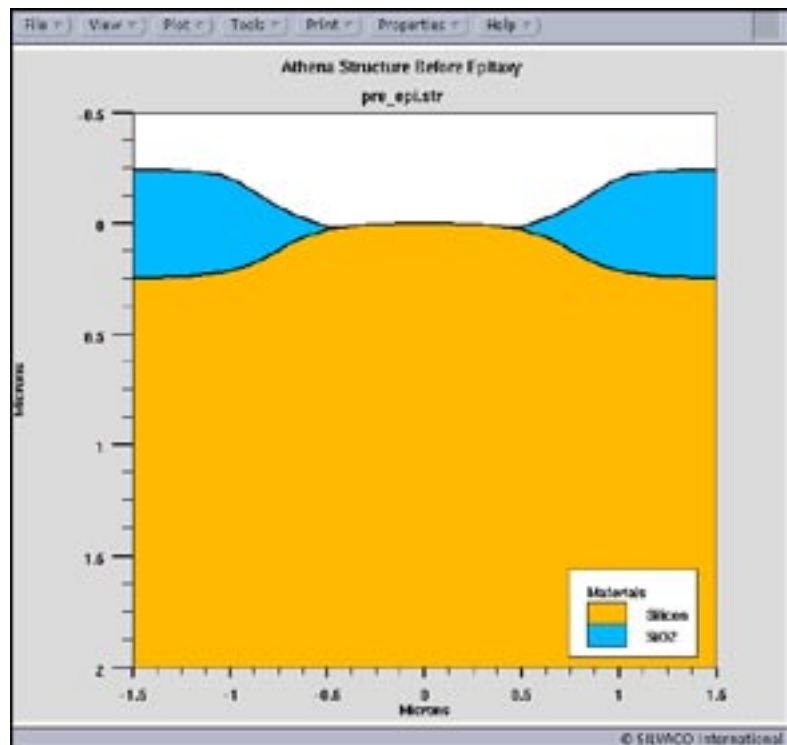 File View Plot Tools Print Properties Help
Athena Structure Before Epitaxy
pre_epi.str
-0.5
0
0.5
1
1.5
2
Microns
-1.5 -1 -0.5 0 0.5 1 1.5
Microns
Materials
Silicon
SiO2
© SILVACO International